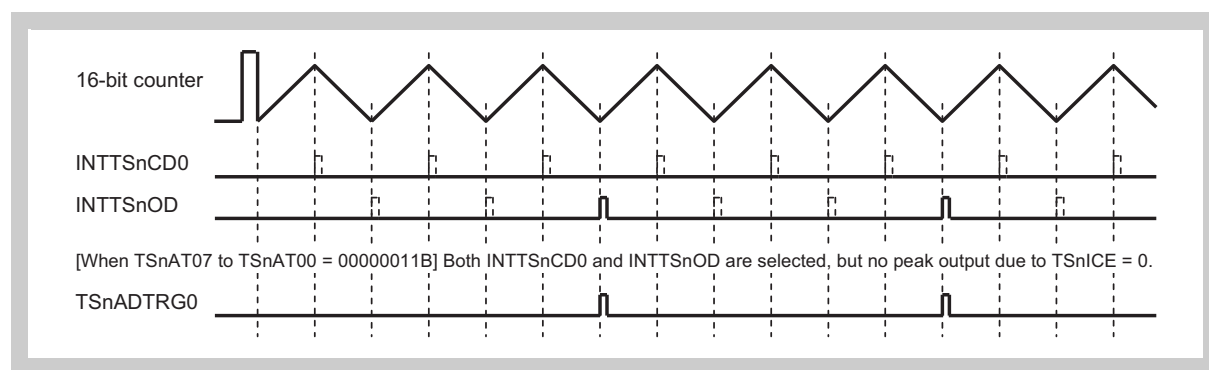 16-bit counter
INTTSnCD0
INTTSnOD
[When TSnAT07 to TSnAT00 = 00000011B] Both INTTSnCD0 and INTTSnOD are selected, but no peak output due to TSnICE = 0.
TSnADTRG0